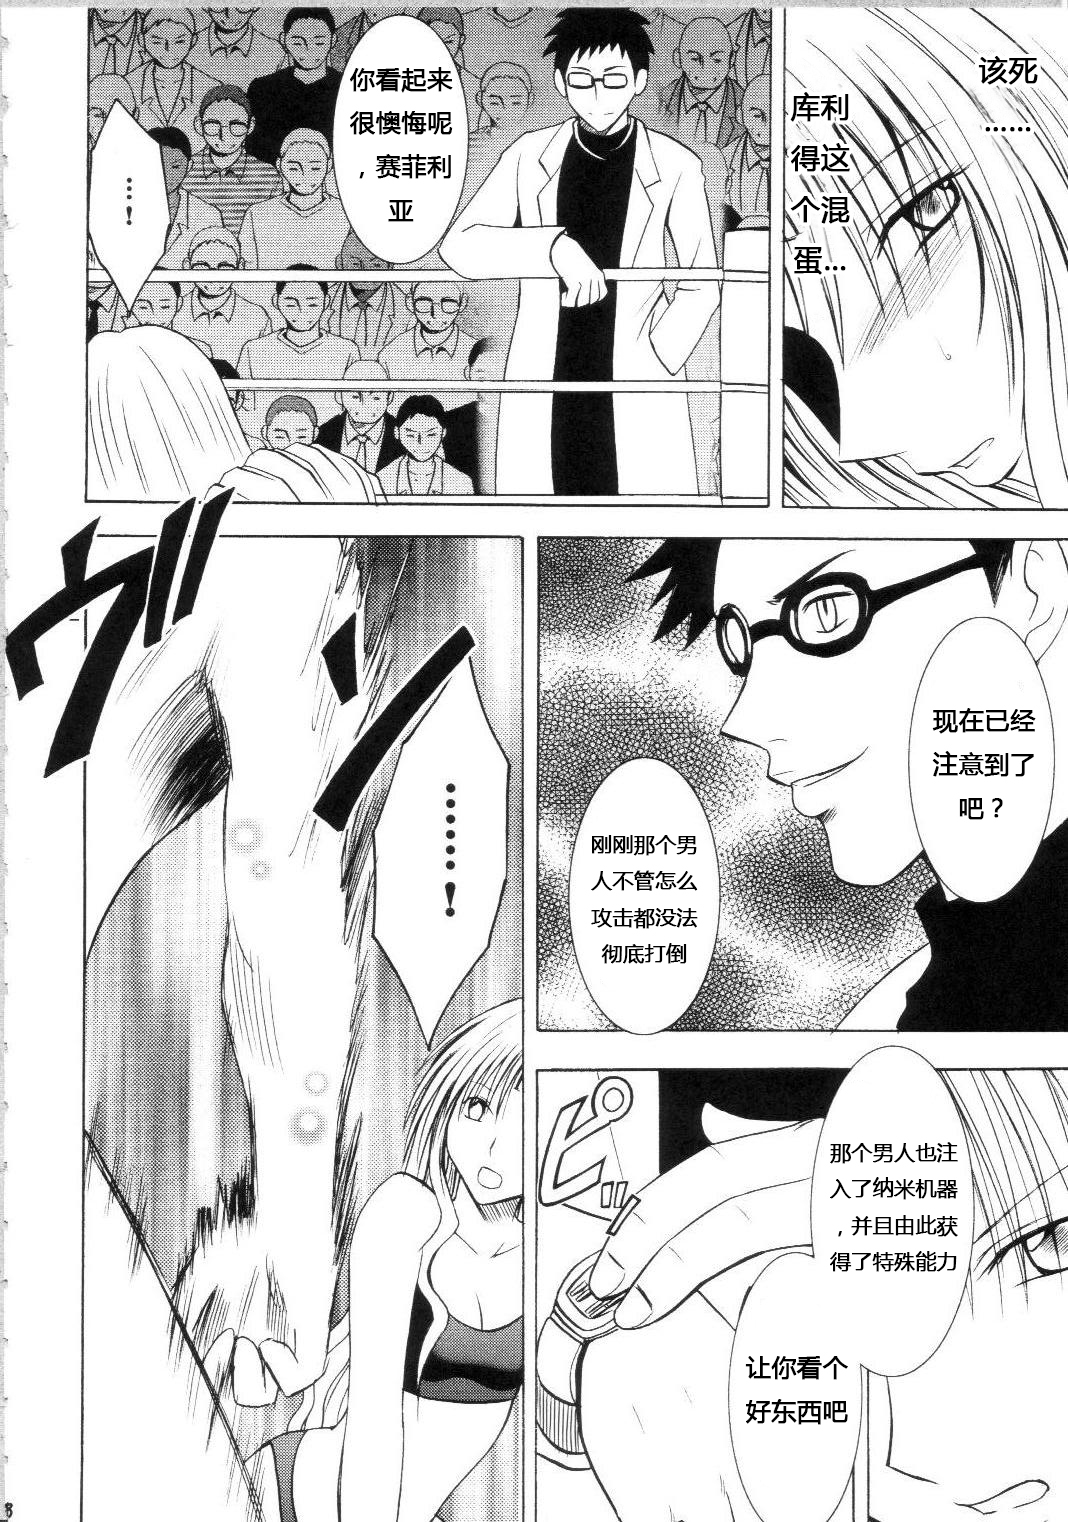 该死
……
库利
得这
个混
蛋...
你看起来
很懊悔呢
，赛菲利
亚
…！
现在已经
注意到了
吧？
刚刚那个男
人不管怎么
攻击都没法
彻底打倒
ヴン
……！
那个男人也注
入了纳米机器
，并且由此获
得了特殊能力
让你看个
好东西吧
ピピッ
8